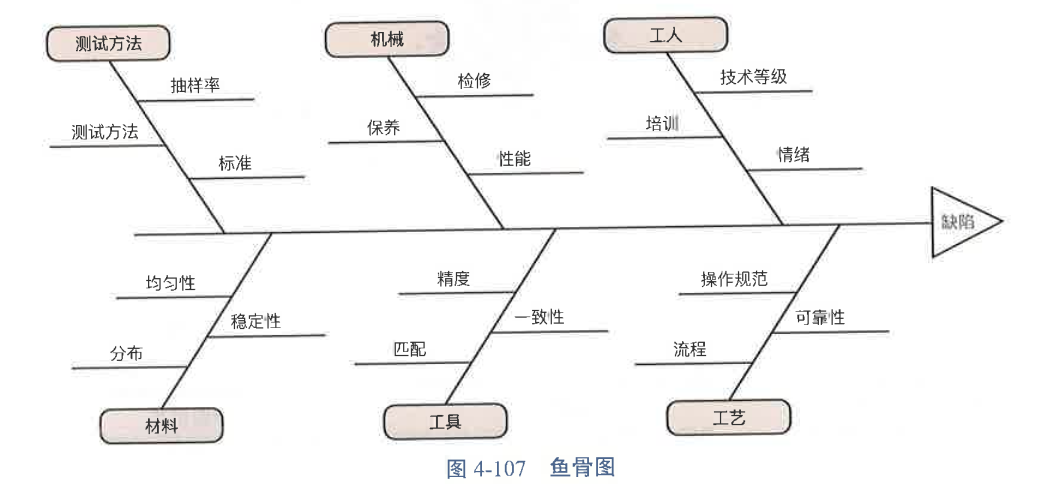 测试方法
机械
工人
抽样率
检修
技术等级
测试方法
保养
培训
标准
性能
情绪
缺陷
均匀性
精度
操作规范
稳定性
一致性
可靠性
分布
匹配
流程
材料
工具
工艺
图 4-107 鱼骨图